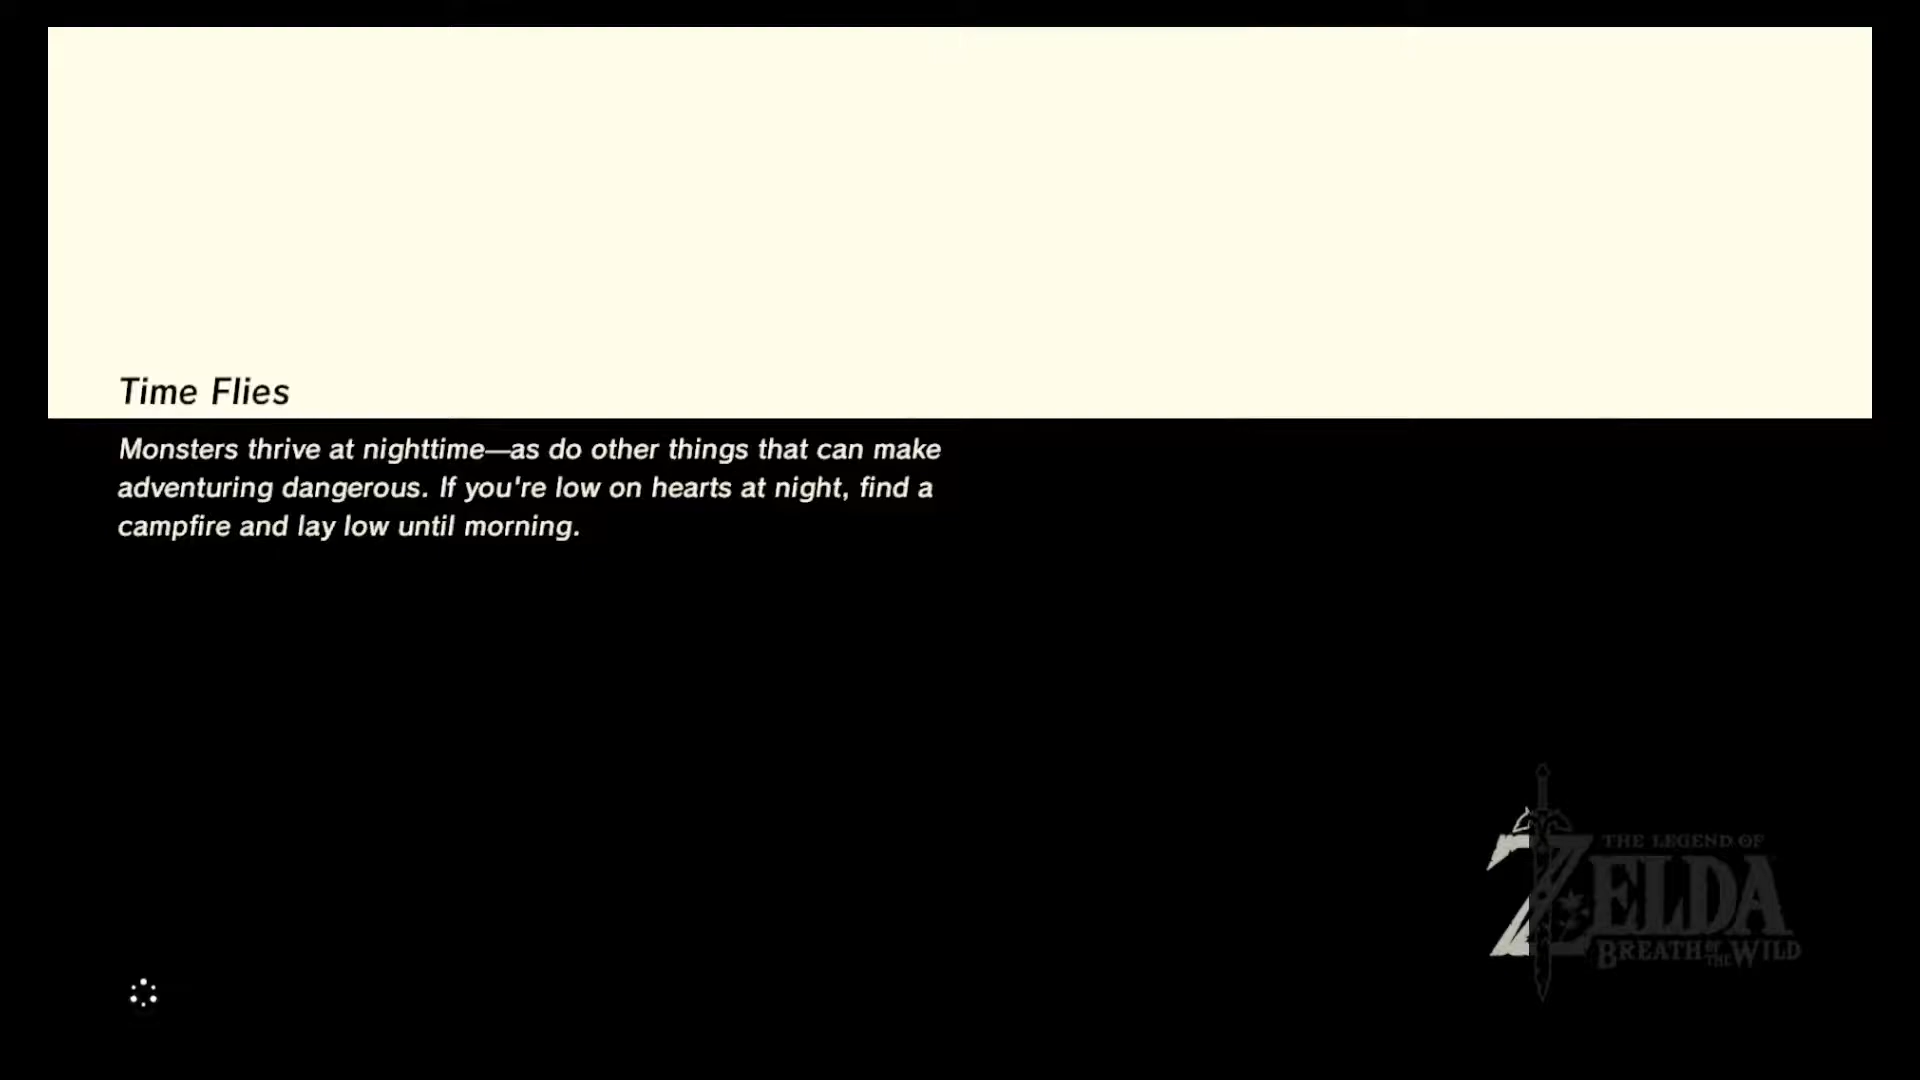 Time Flies
Monsters thrive at nighttime—as do other things that can make
adventuring dangerous. If you're low on hearts at night, find a
campfire and lay low until morning.
THE LEGEND OF
ZELDA
BREATH OF THE WILD